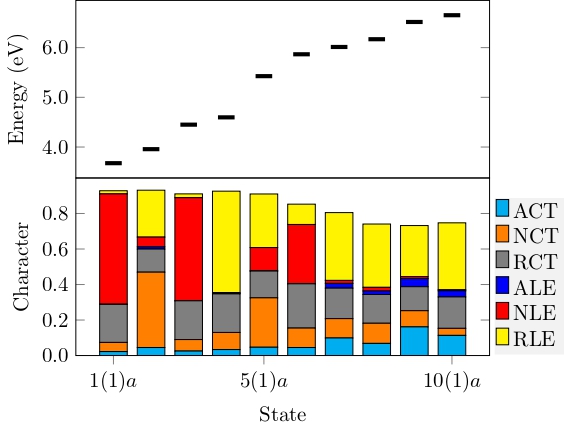 Energy (eV)
6.0
5.0
4.0
Character
0.8
0.6
0.4
0.2
0.0
1(1)a
5(1)a
10(1)a
State
ACT
NCT
RCT
ALE
NLE
RLE